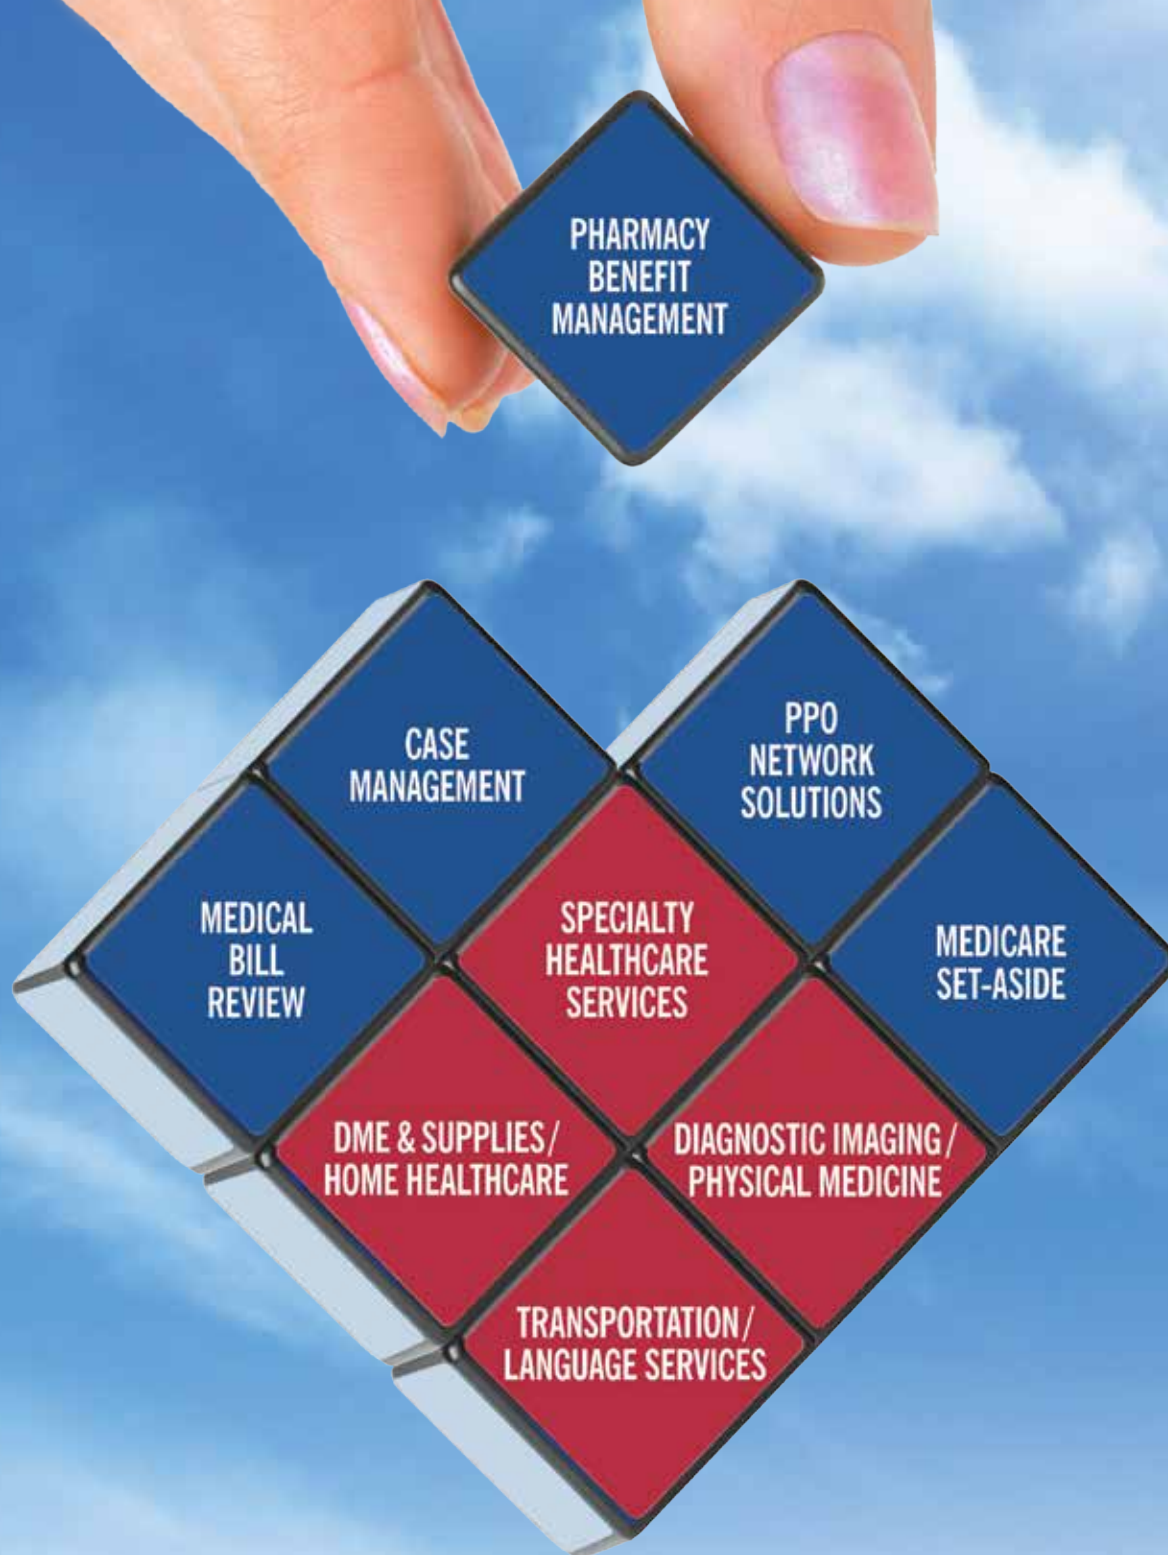 PHARMACY
BENEFIT
MANAGEMENT
CASE
MANAGEMENT
PPO
NETWORK
SOLUTIONS
MEDICAL
BILL
REVIEW
SPECIALTY
HEALTHCARE
SERVICES
MEDICARE
SET-ASIDE
DME & SUPPLIES/
HOME HEALTHCARE
DIAGNOSTIC IMAGING/
PHYSICAL MEDICINE
TRANSPORTATION/
LANGUAGE SERVICES